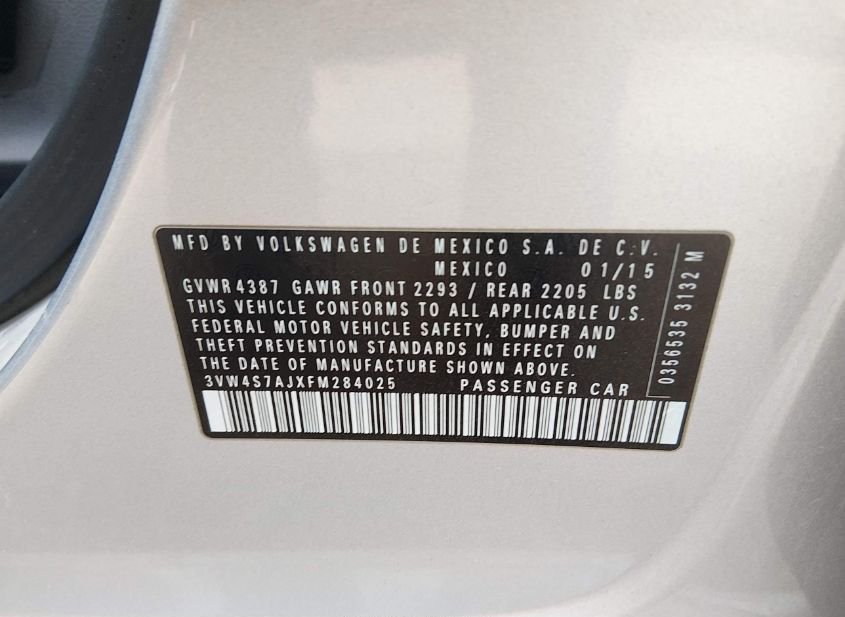 MFD BY VOLKSWAGEN DE MEXICO S.A. DE C.V.
MEXICO 01/15
GVWR 4387 GAWR FRONT 2293 / REAR 2205 LBS
THIS VEHICLE CONFORMS TO ALL APPLICABLE U.S.
FEDERAL MOTOR VEHICLE SAFETY, BUMPER AND
THEFT PREVENTION STANDARDS IN EFFECT ON
THE DATE OF MANUFACTURE SHOWN ABOVE.
3VW4S7AJXFM284025 PASSENGER CAR
0356535 3132 M